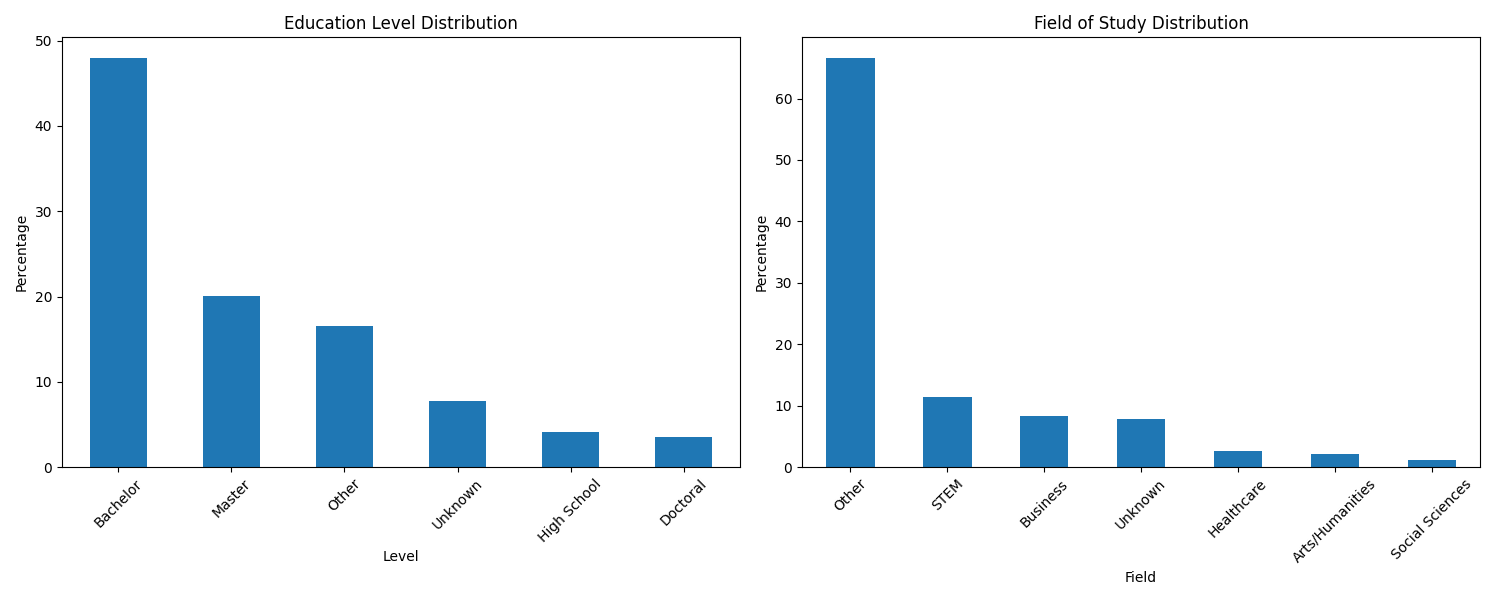 Education Level Distribution
Percentage
50
40
30
20
10
0
Bachelor
Master
Other
Unknown
High School
Doctoral
Level
Field of Study Distribution
Percentage
60
50
40
30
20
10
0
Other
STEM
Business
Unknown
Healthcare
Arts/Humanities
Social Sciences
Field